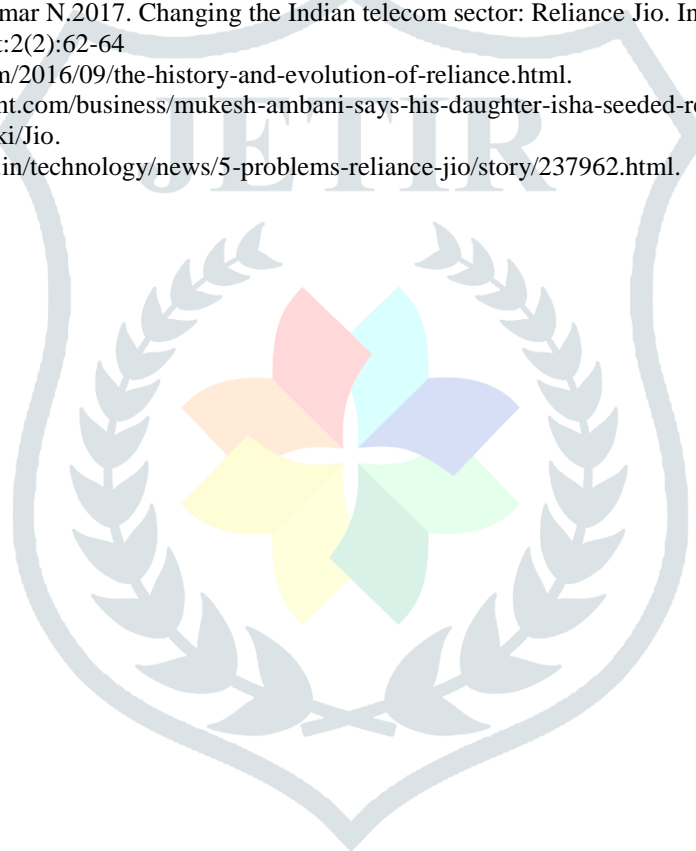 mar N.2017. Changing the Indian telecom sector: Reliance Jio. In
t:2(2):62-64
m/2016/09/the-history-and-evolution-of-reliance.html.
nt.com/business/mukesh-ambani-says-his-daughter-isha-seeded-re
ki/Jio.
.in/technology/news/5-problems-reliance-jio/story/237962.html.
JETIR